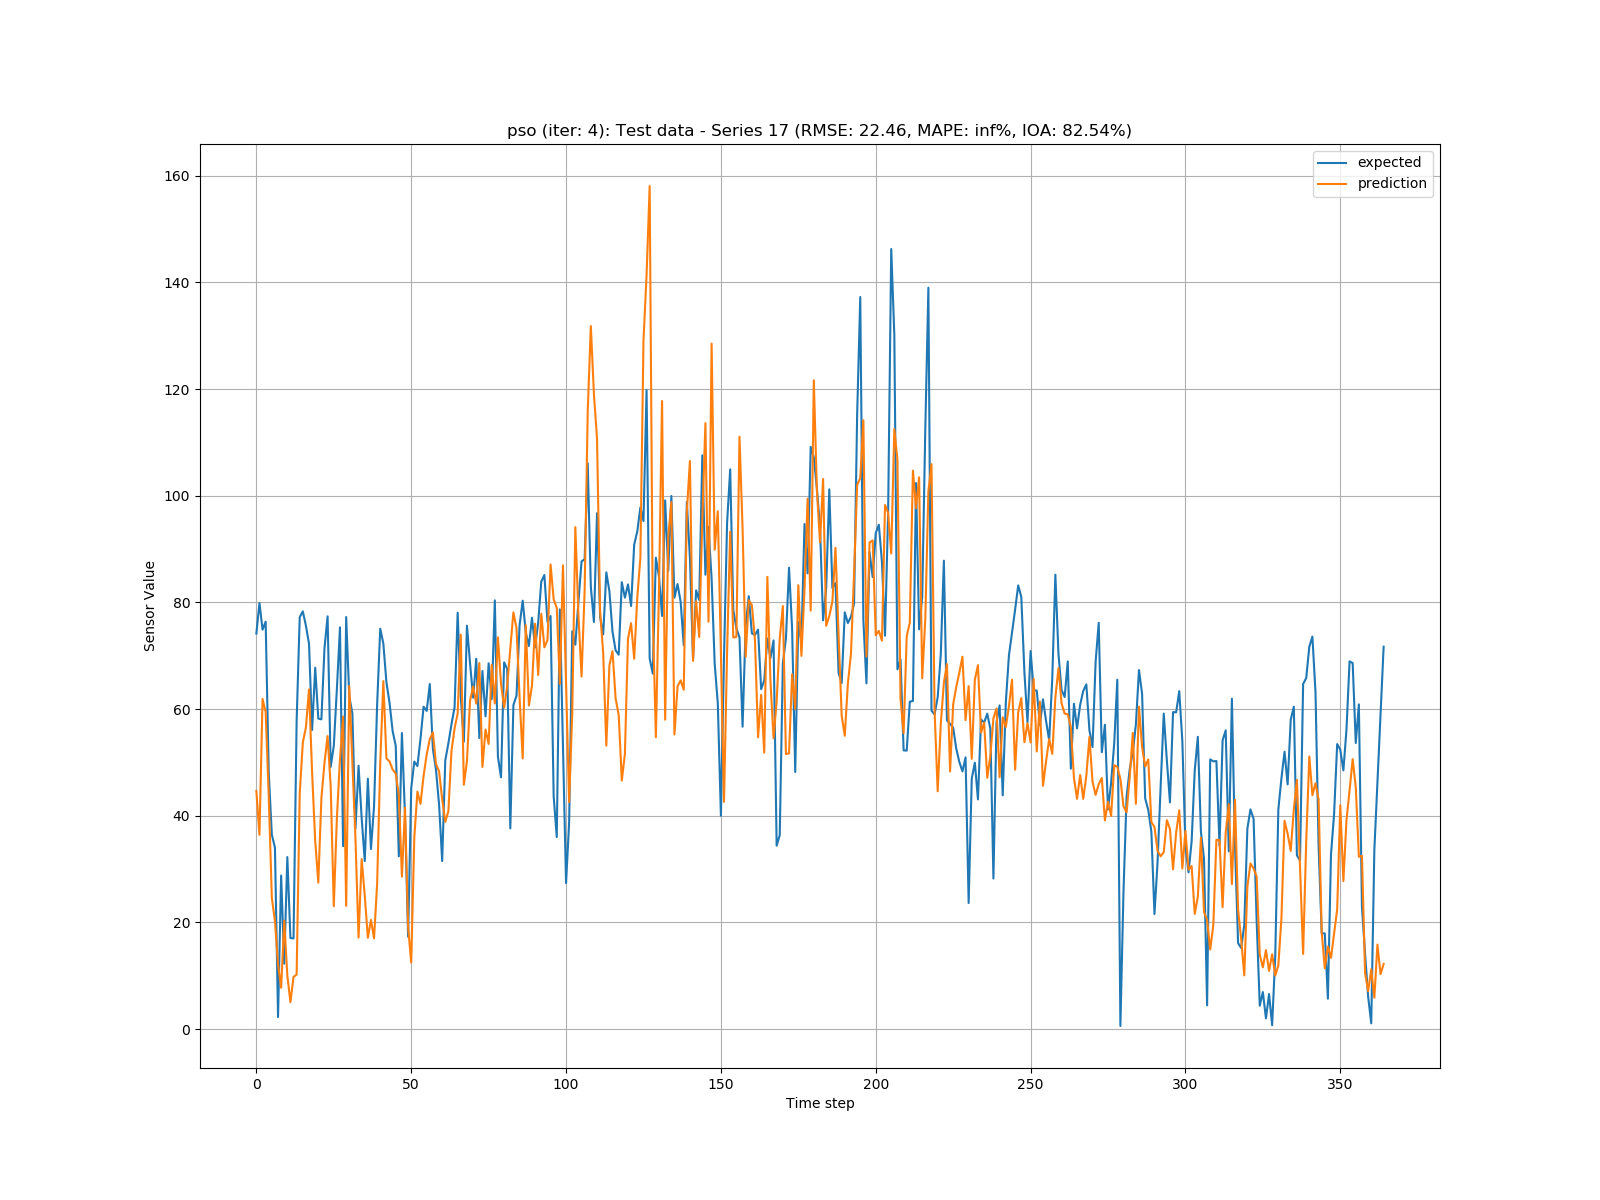 pso (iter: 4): Test data - Series 17 (RMSE: 22.46, MAPE: inf%, IOA: 82.54%)
expected
prediction
160
140
120
100
80
60
40
20
0
Sensor Value
0 50 100 150 200 250 300 350
Time step